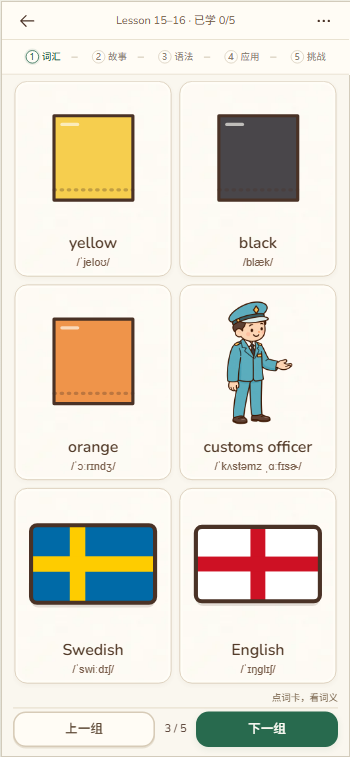 Lesson 15–16 · 已学 0/5
1 词汇 – 2 故事 – 3 语法 – 4 应用 – 5 挑战
yellow
/ˈjeloʊ/
black
/blæk/
orange
/ˈɔːrɪndʒ/
customs officer
/ˈkʌstəmz ˌɑːfɪsɚ/
Swedish
/ˈswiːdɪʃ/
English
/ˈɪŋɡlɪʃ/
点词卡，看词义
上一组
3 / 5
下一组